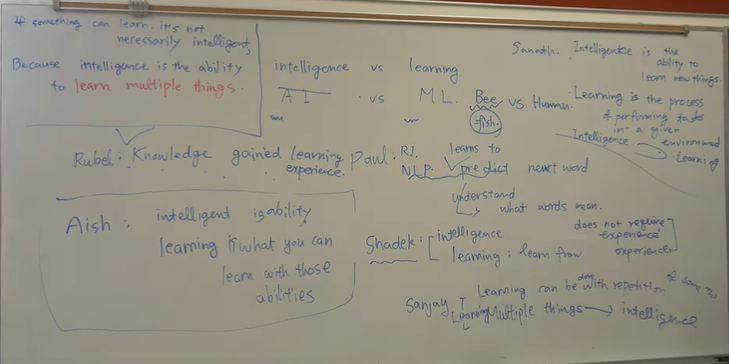 If something can learn. it's not
necessarily intelligent,
Because intelligence is the ability
to learn multiple things.
intelligence vs learning
AI vs ML. Bee vs Human.
fish.
Sanath: Intelligence is the
ability to
learn new things.
Learning is the process
of performing tasks
in a given
environment
Intelligence
Learning
Rubel: Knowledge gained learning
experience.
Paul:
learns to
NLP. predict next word
understand
what words mean.
Aish: intelligent is ability
learning is what you can
learn with those
abilities
Shadek: intelligence does not require
experience
learning: learn from experience
Sanjay Learning can be done with repetition of same
Learning Multiple things → intelligence